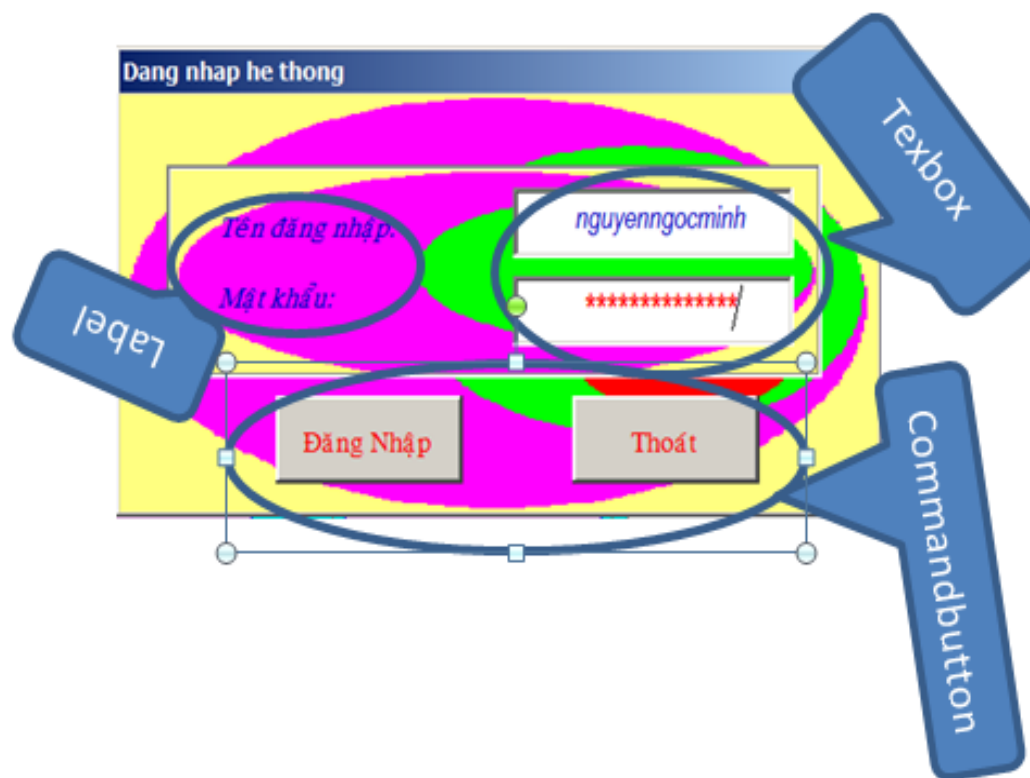 Dang nhap he thong
Texbox
Tên đăng nhập:
nguyenngocminh
Mật khẩu:
**************
Label
Đăng Nhập
Thoát
Commandbutton